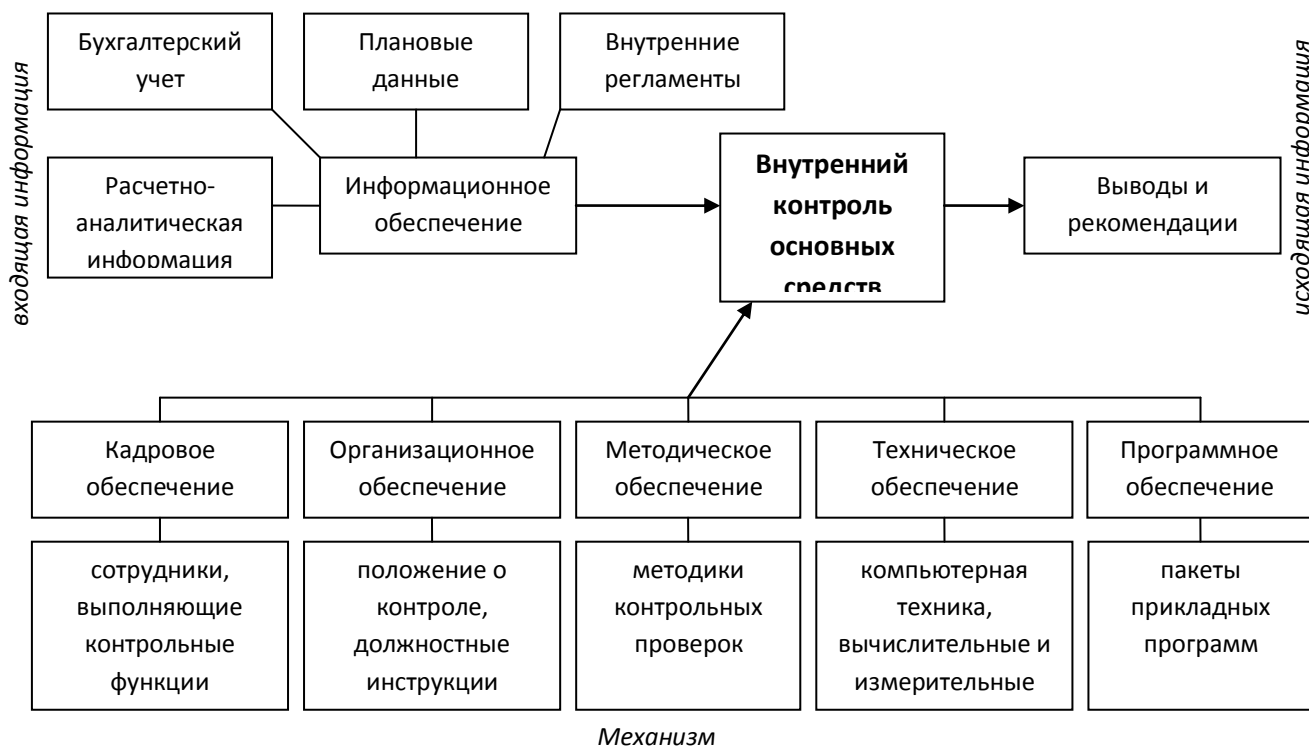 входящая информация
Бухгалтерский
учет
Плановые
данные
Внутренние
регламенты
Расчетно-
аналитическая
информация
Информационное
обеспечение
Внутренний
контроль
основных
средств
Выводы и
рекомендации
исходящая информация
Кадровое
обеспечение
Организационное
обеспечение
Методическое
обеспечение
Техническое
обеспечение
Программное
обеспечение
сотрудники,
выполняющие
контрольные
функции
положение о
контроле,
должностные
инструкции
методики
контрольных
проверок
компьютерная
техника,
вычислительные и
измерительные
пакеты
прикладных
программ
Механизм